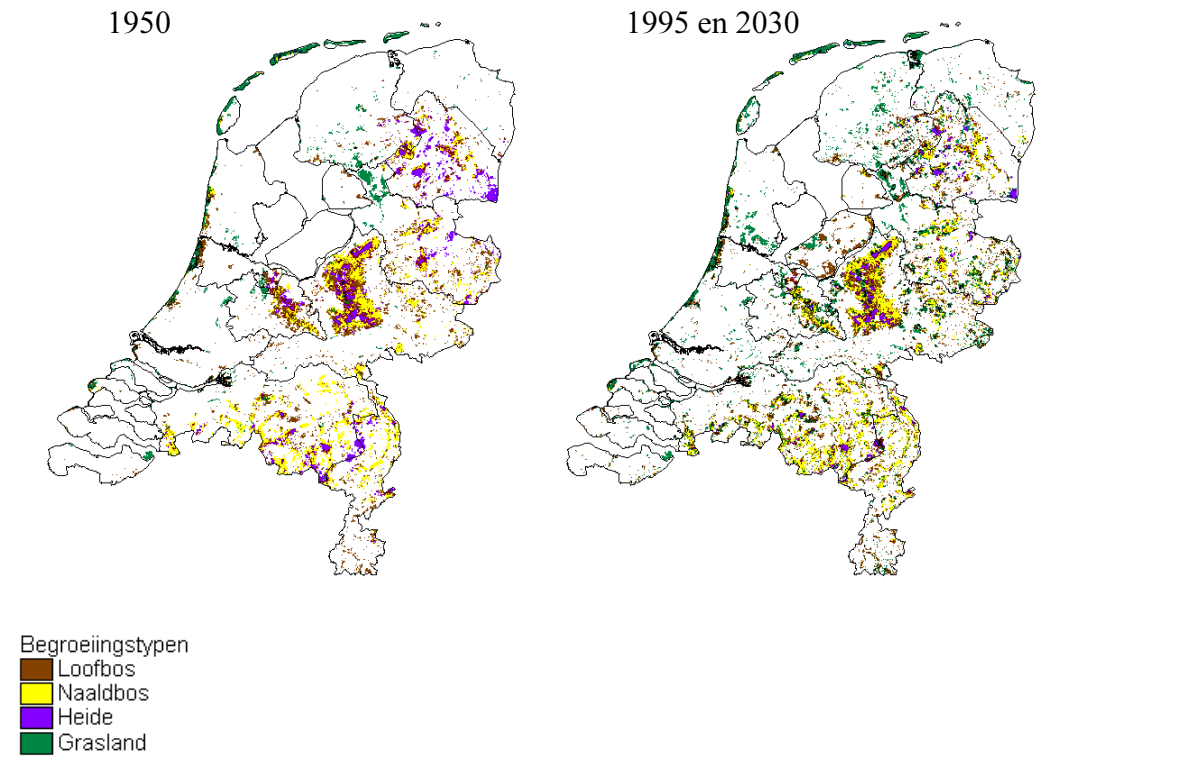 1950
1995 en 2030
Begroeiingstypen
Loofbos
Naaldbos
Heide
Grasland